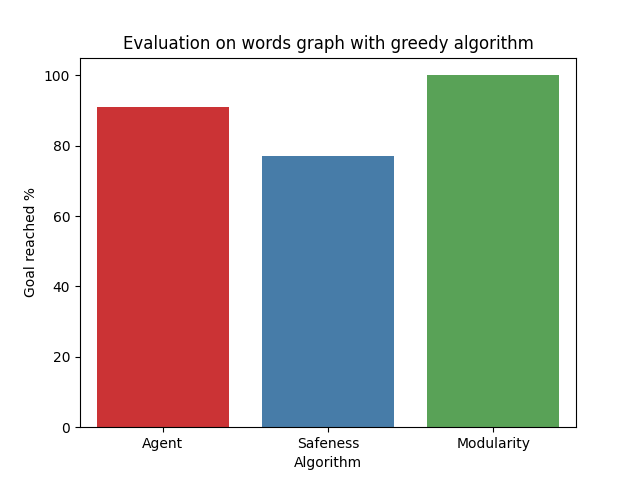 Evaluation on words graph with greedy algorithm
100
80
60
40
20
0
Goal reached %
Agent Safeness Modularity
Algorithm